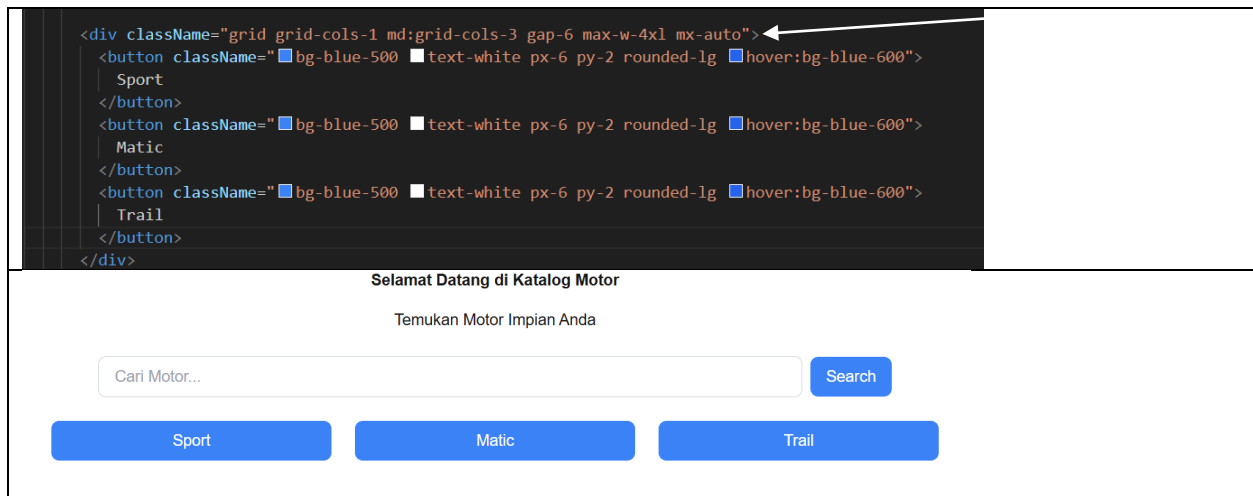 <div className="grid grid-cols-1 md:grid-cols-3 gap-6 max-w-4xl mx-auto">
<button className="bg-blue-500 text-white px-6 py-2 rounded-lg hover:bg-blue-600">
Sport
</button>
<button className="bg-blue-500 text-white px-6 py-2 rounded-lg hover:bg-blue-600">
Matic
</button>
<button className="bg-blue-500 text-white px-6 py-2 rounded-lg hover:bg-blue-600">
Trail
</button>
</div>
Selamat Datang di Katalog Motor
Temukan Motor Impian Anda
Cari Motor... Search
Sport Matic Trail